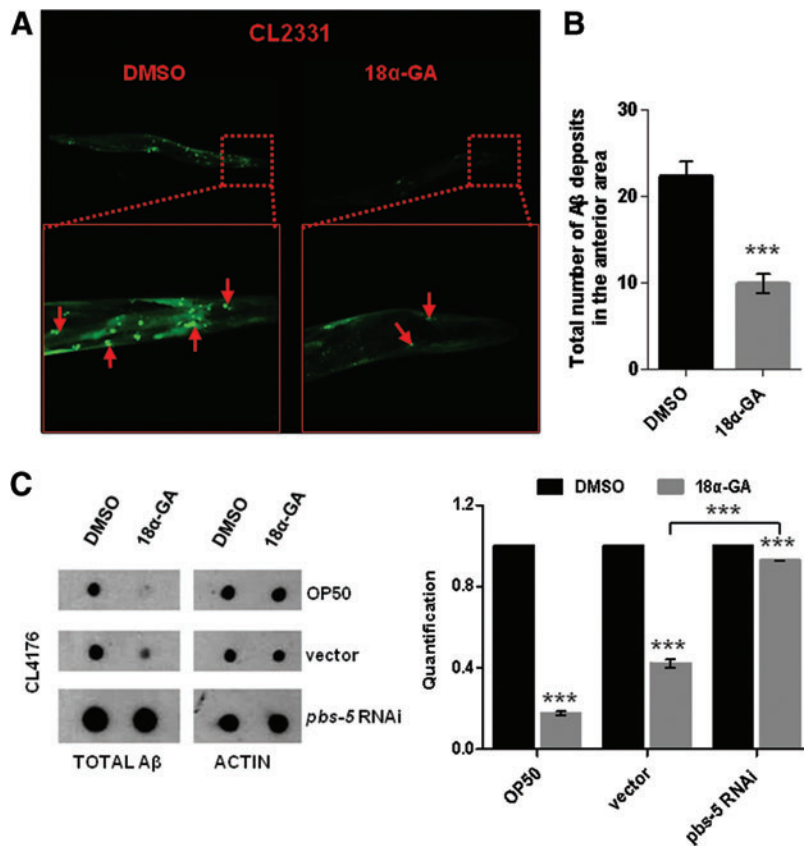 A
CL2331
DMSO
18α-GA
B
Total number of Aβ deposits
in the anterior area
30
20
10
0
***
DMSO
18α-GA
C
DMSO
18α-GA
DMSO
18α-GA
CL4176
OP50
vector
pbs-5 RNAi
TOTAL Aβ
ACTIN
DMSO
18α-GA
Quantification
1.2
0.8
0.4
0.0
***
***
***
***
OP50
vector
pbs-5 RNAi